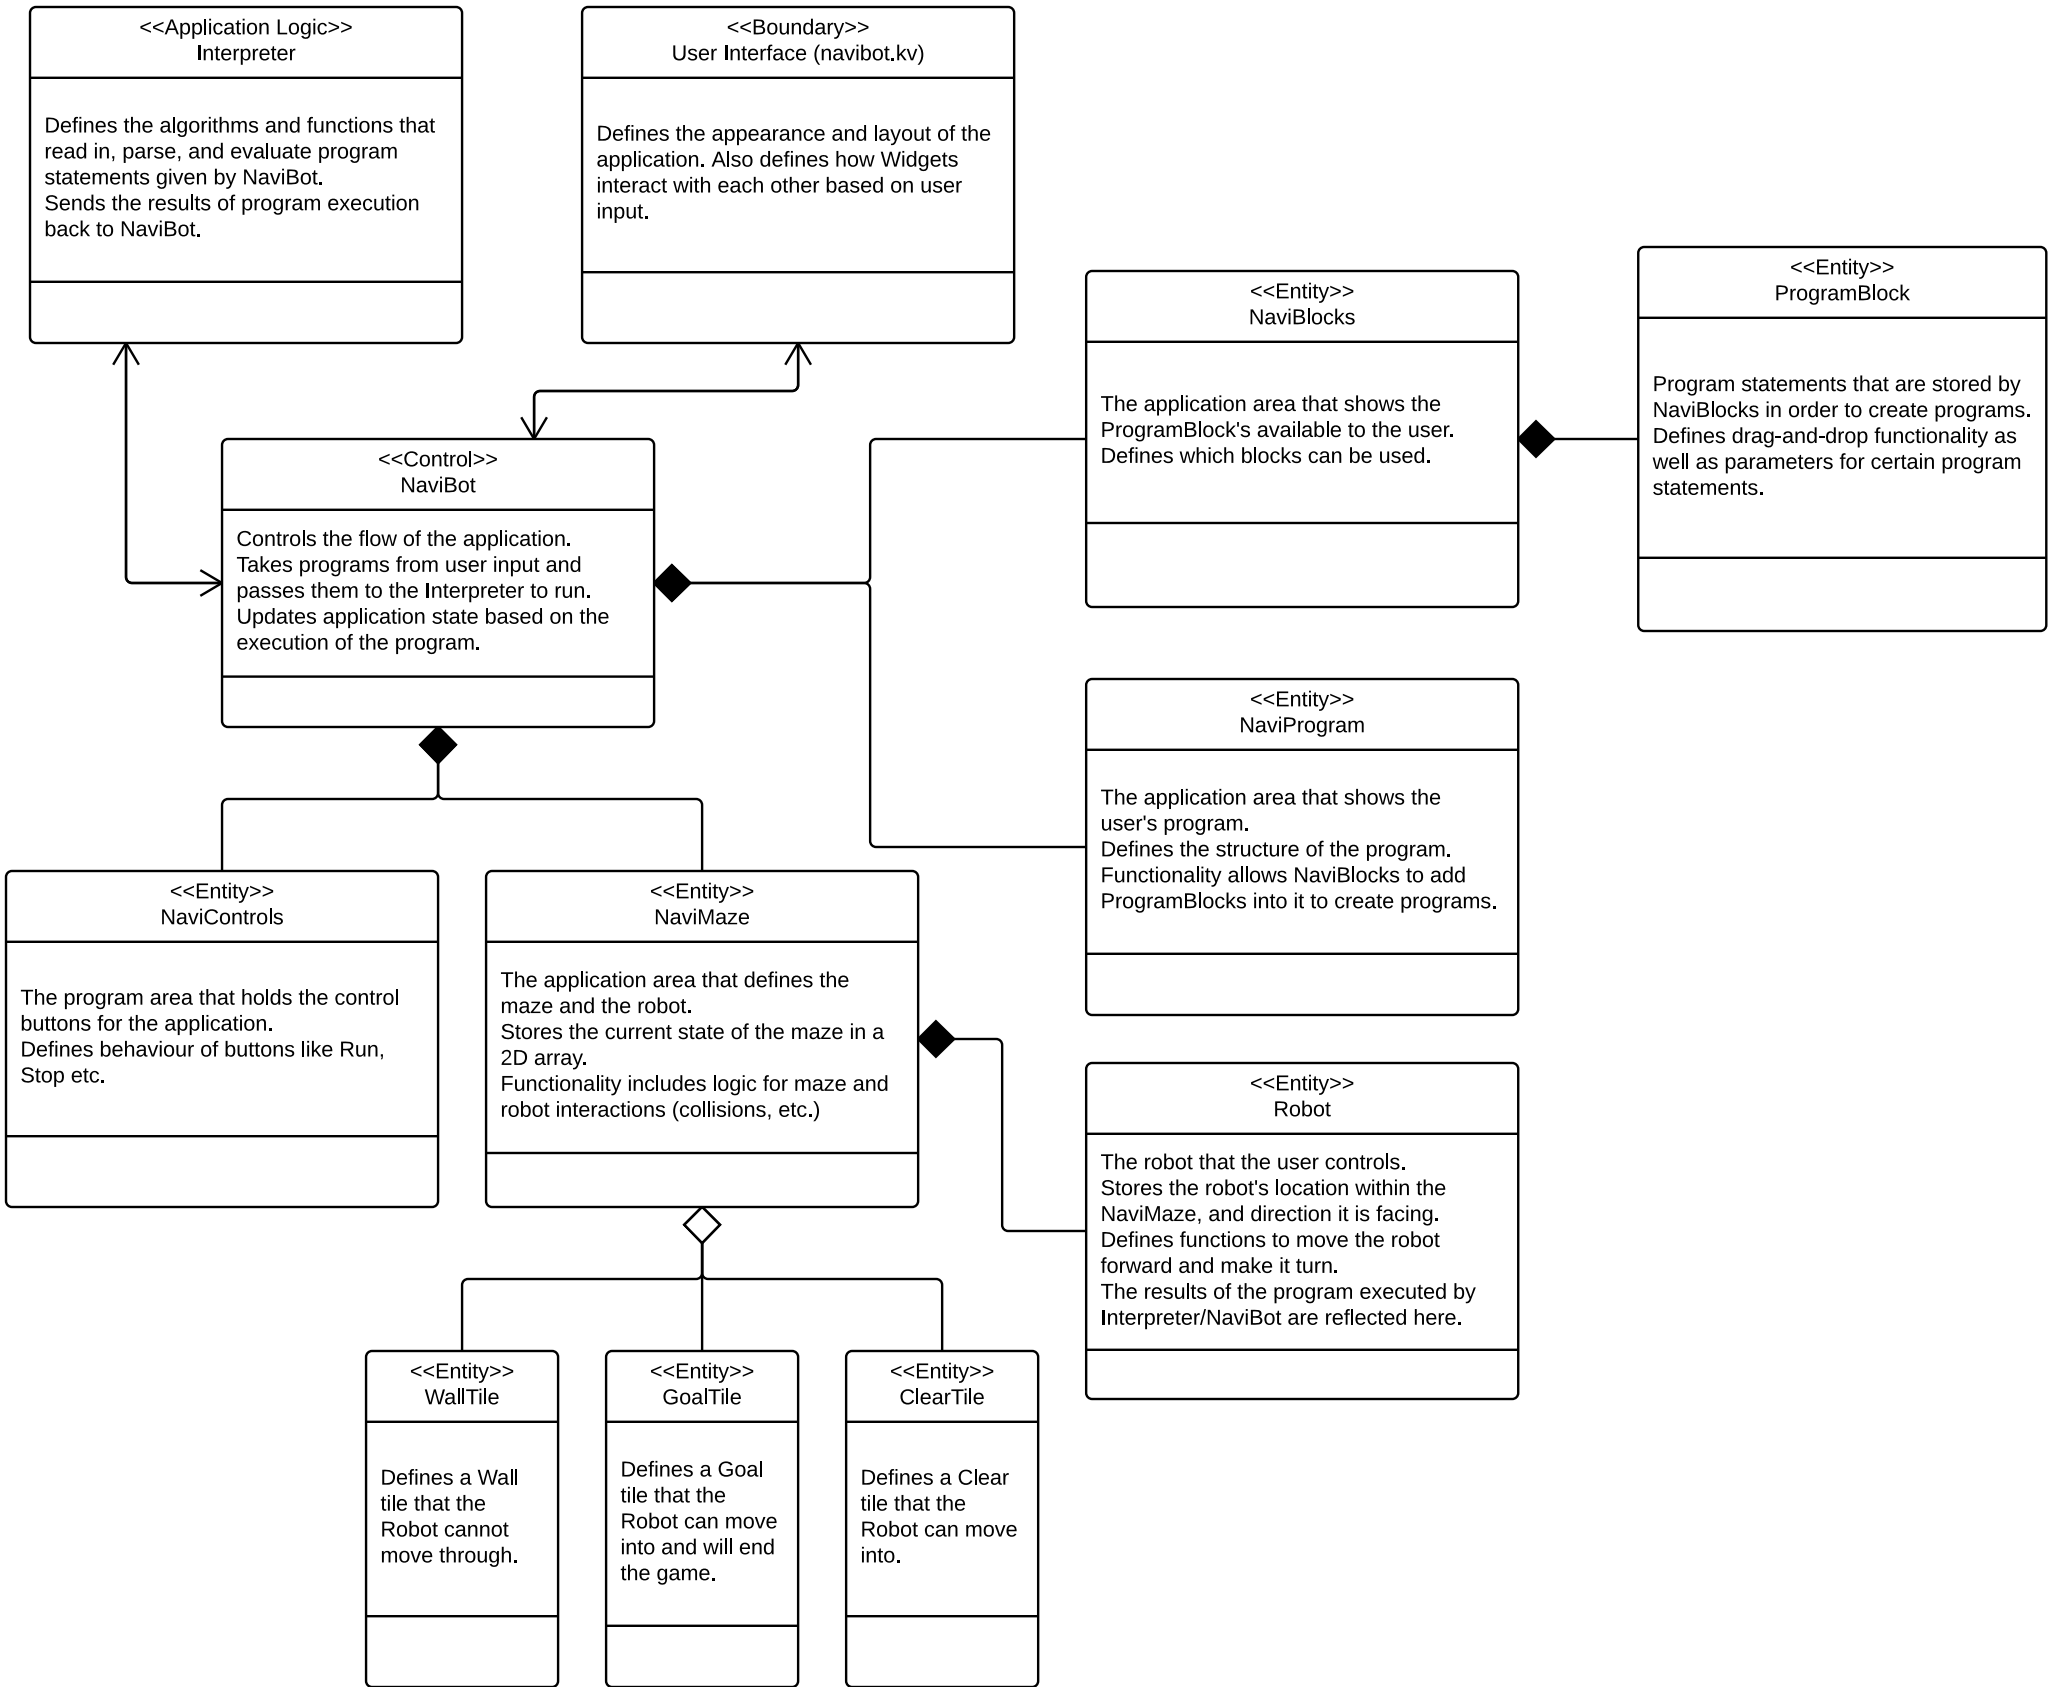 <<Application Logic>>
Interpreter
Defines the algorithms and functions that
read in, parse, and evaluate program
statements given by NaviBot.
Sends the results of program execution
back to NaviBot.
<<Boundary>>
User Interface (navibot.kv)
Defines the appearance and layout of the
application. Also defines how Widgets
interact with each other based on user
input.
<<Entity>>
NaviBlocks
The application area that shows the
ProgramBlock's available to the user.
Defines which blocks can be used.
<<Entity>>
ProgramBlock
Program statements that are stored by
NaviBlocks in order to create programs.
Defines drag-and-drop functionality as
well as parameters for certain program
statements.
<<Control>>
NaviBot
Controls the flow of the application.
Takes programs from user input and
passes them to the Interpreter to run.
Updates application state based on the
execution of the program.
<<Entity>>
NaviProgram
The application area that shows the
user's program.
Defines the structure of the program.
Functionality allows NaviBlocks to add
ProgramBlocks into it to create programs.
<<Entity>>
NaviControls
The program area that holds the control
buttons for the application.
Defines behaviour of buttons like Run,
Stop etc.
<<Entity>>
NaviMaze
The application area that defines the
maze and the robot.
Stores the current state of the maze in a
2D array.
Functionality includes logic for maze and
robot interactions (collisions, etc.)
<<Entity>>
Robot
The robot that the user controls.
Stores the robot's location within the
NaviMaze, and direction it is facing.
Defines functions to move the robot
forward and make it turn.
The results of the program executed by
Interpreter/NaviBot are reflected here.
<<Entity>>
WallTile
Defines a Wall
tile that the
Robot cannot
move through.
<<Entity>>
GoalTile
Defines a Goal
tile that the
Robot can move
into and will end
the game.
<<Entity>>
ClearTile
Defines a Clear
tile that the
Robot can move
into.